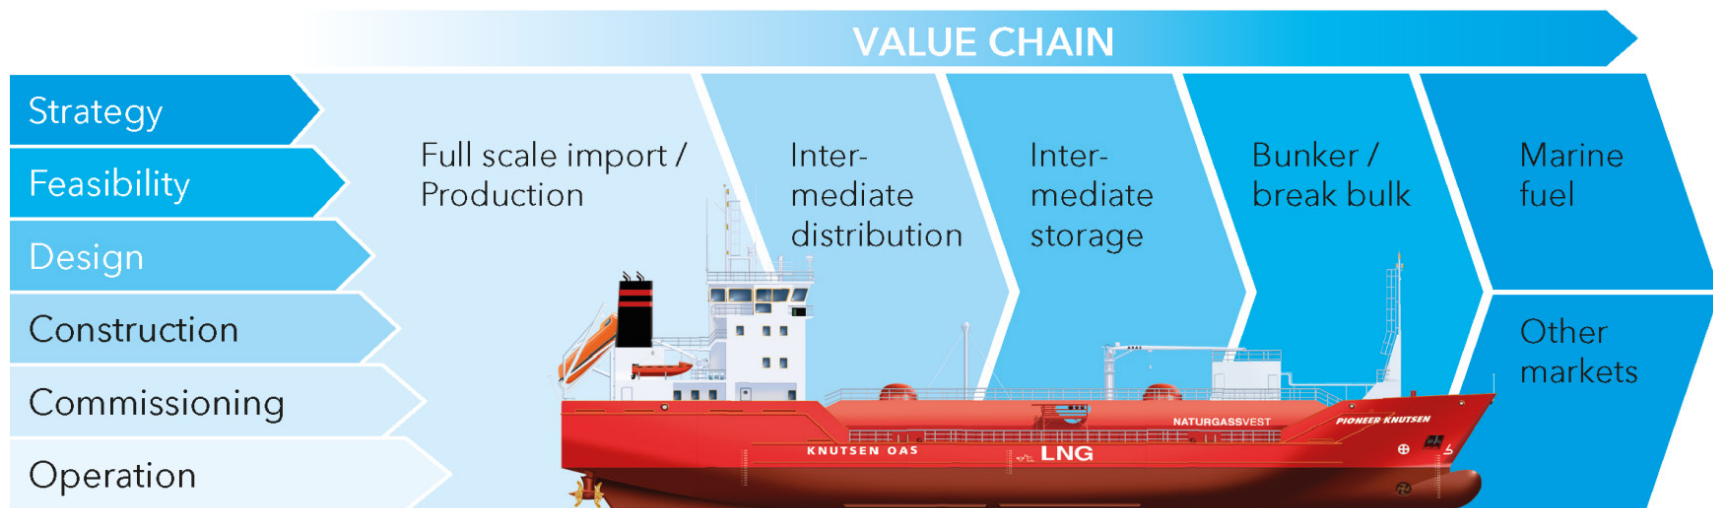 VALUE CHAIN
Strategy
Feasibility
Design
Construction
Commissioning
Operation
Full scale import /
Production
Inter-
mediate
distribution
Inter-
mediate
storage
Bunker /
break bulk
Marine
fuel
Other
markets
NATURGASSVEST
PIONEER KNUTSEN
KNUTSEN OAS
LNG